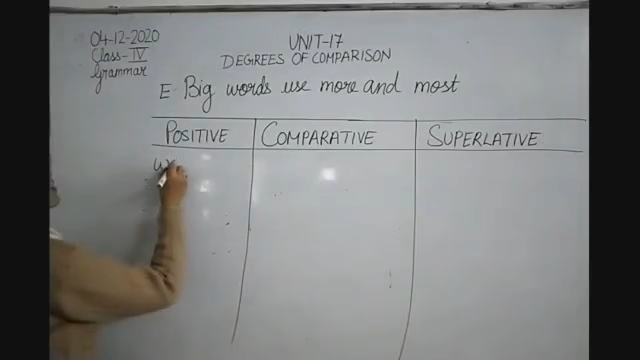 04-12-2020
Class-IV
Grammar
UNIT-17
DEGREES OF COMPARISON
E- Big words use more and most
POSITIVE COMPARATIVE SUPERLATIVE